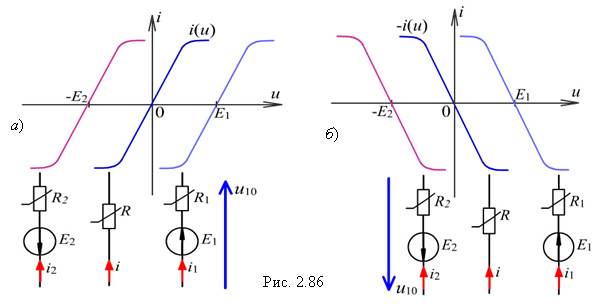 i i(u) -i(u) i
-E₂ 0 E₁ u -E₂ 0 E₁ u
а) б)
R₂ R R₁ u₁₀ R₂ R R₁
E₂ E₁ E₂ E₁
i₂ i i₁ u₁₀ i₂ i i₁
Рис. 2.86